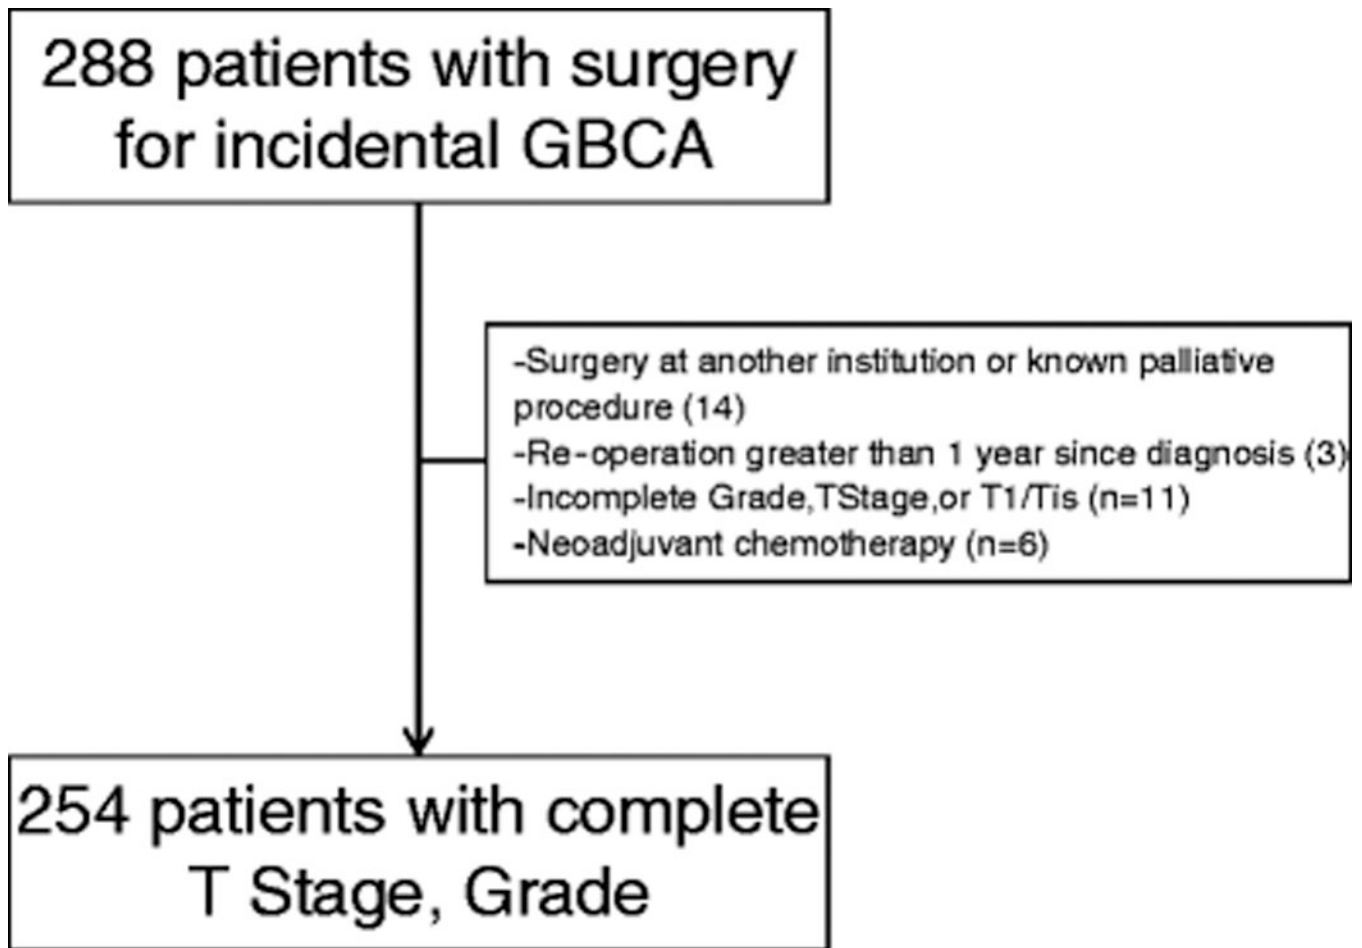 288 patients with surgery
for incidental GBCA
-Surgery at another institution or known palliative
procedure (14)
-Re-operation greater than 1 year since diagnosis (3)
-Incomplete Grade,TStage,or T1/Tis (n=11)
-Neoadjuvant chemotherapy (n=6)
254 patients with complete
T Stage, Grade